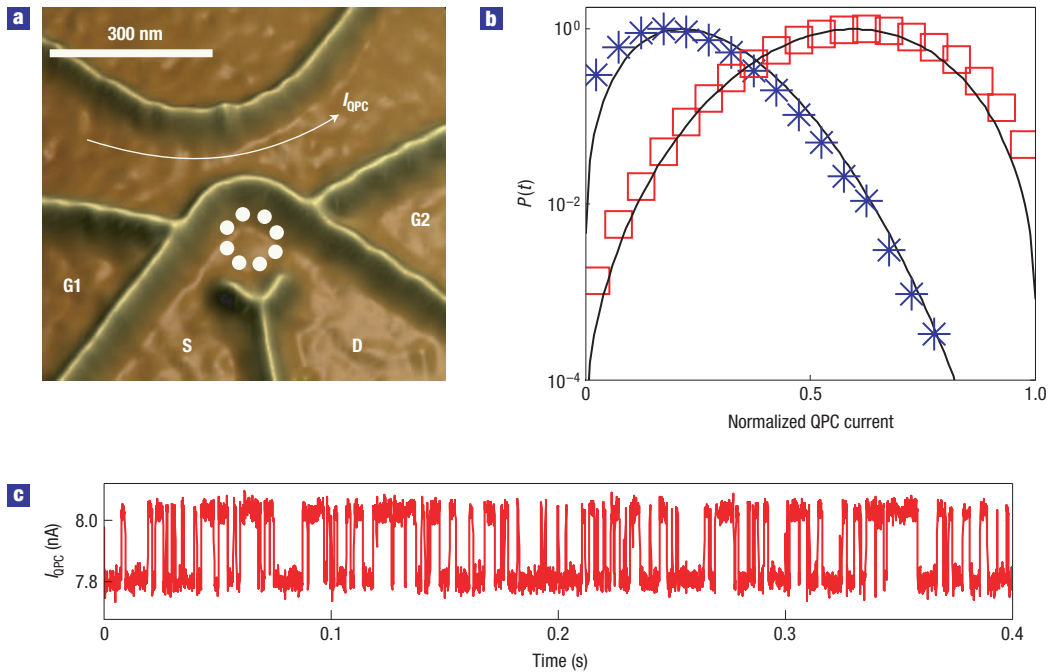 a
300 nm
I_QPC
G1
G2
S
D
b
10^0
10^-2
10^-4
P(t)
0
0.5
1.0
Normalized QPC current
c
8.0
7.8
I_QPC (nA)
0
0.1
0.2
0.3
0.4
Time (s)